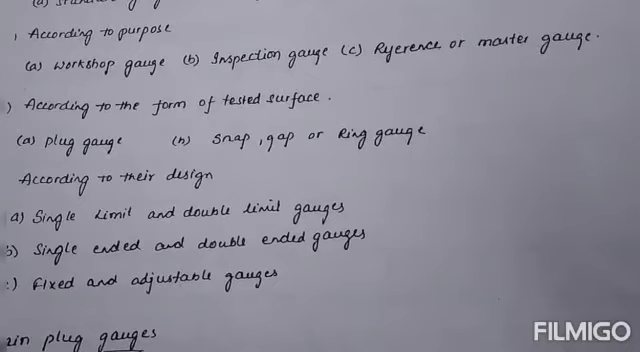 (a)
) According to purpose
(a) Workshop gauge (b) Inspection gauge (c) Ryerence or master gauge.
) According to the form of tested surface.
(a) plug gauge (b) Snap, gap or Ring gauge
According to their design
a) Single Limit and double limit gauges
b) Single ended and double ended gauges
:) Fixed and adjustable gauges
plug gauges
FILMIGO